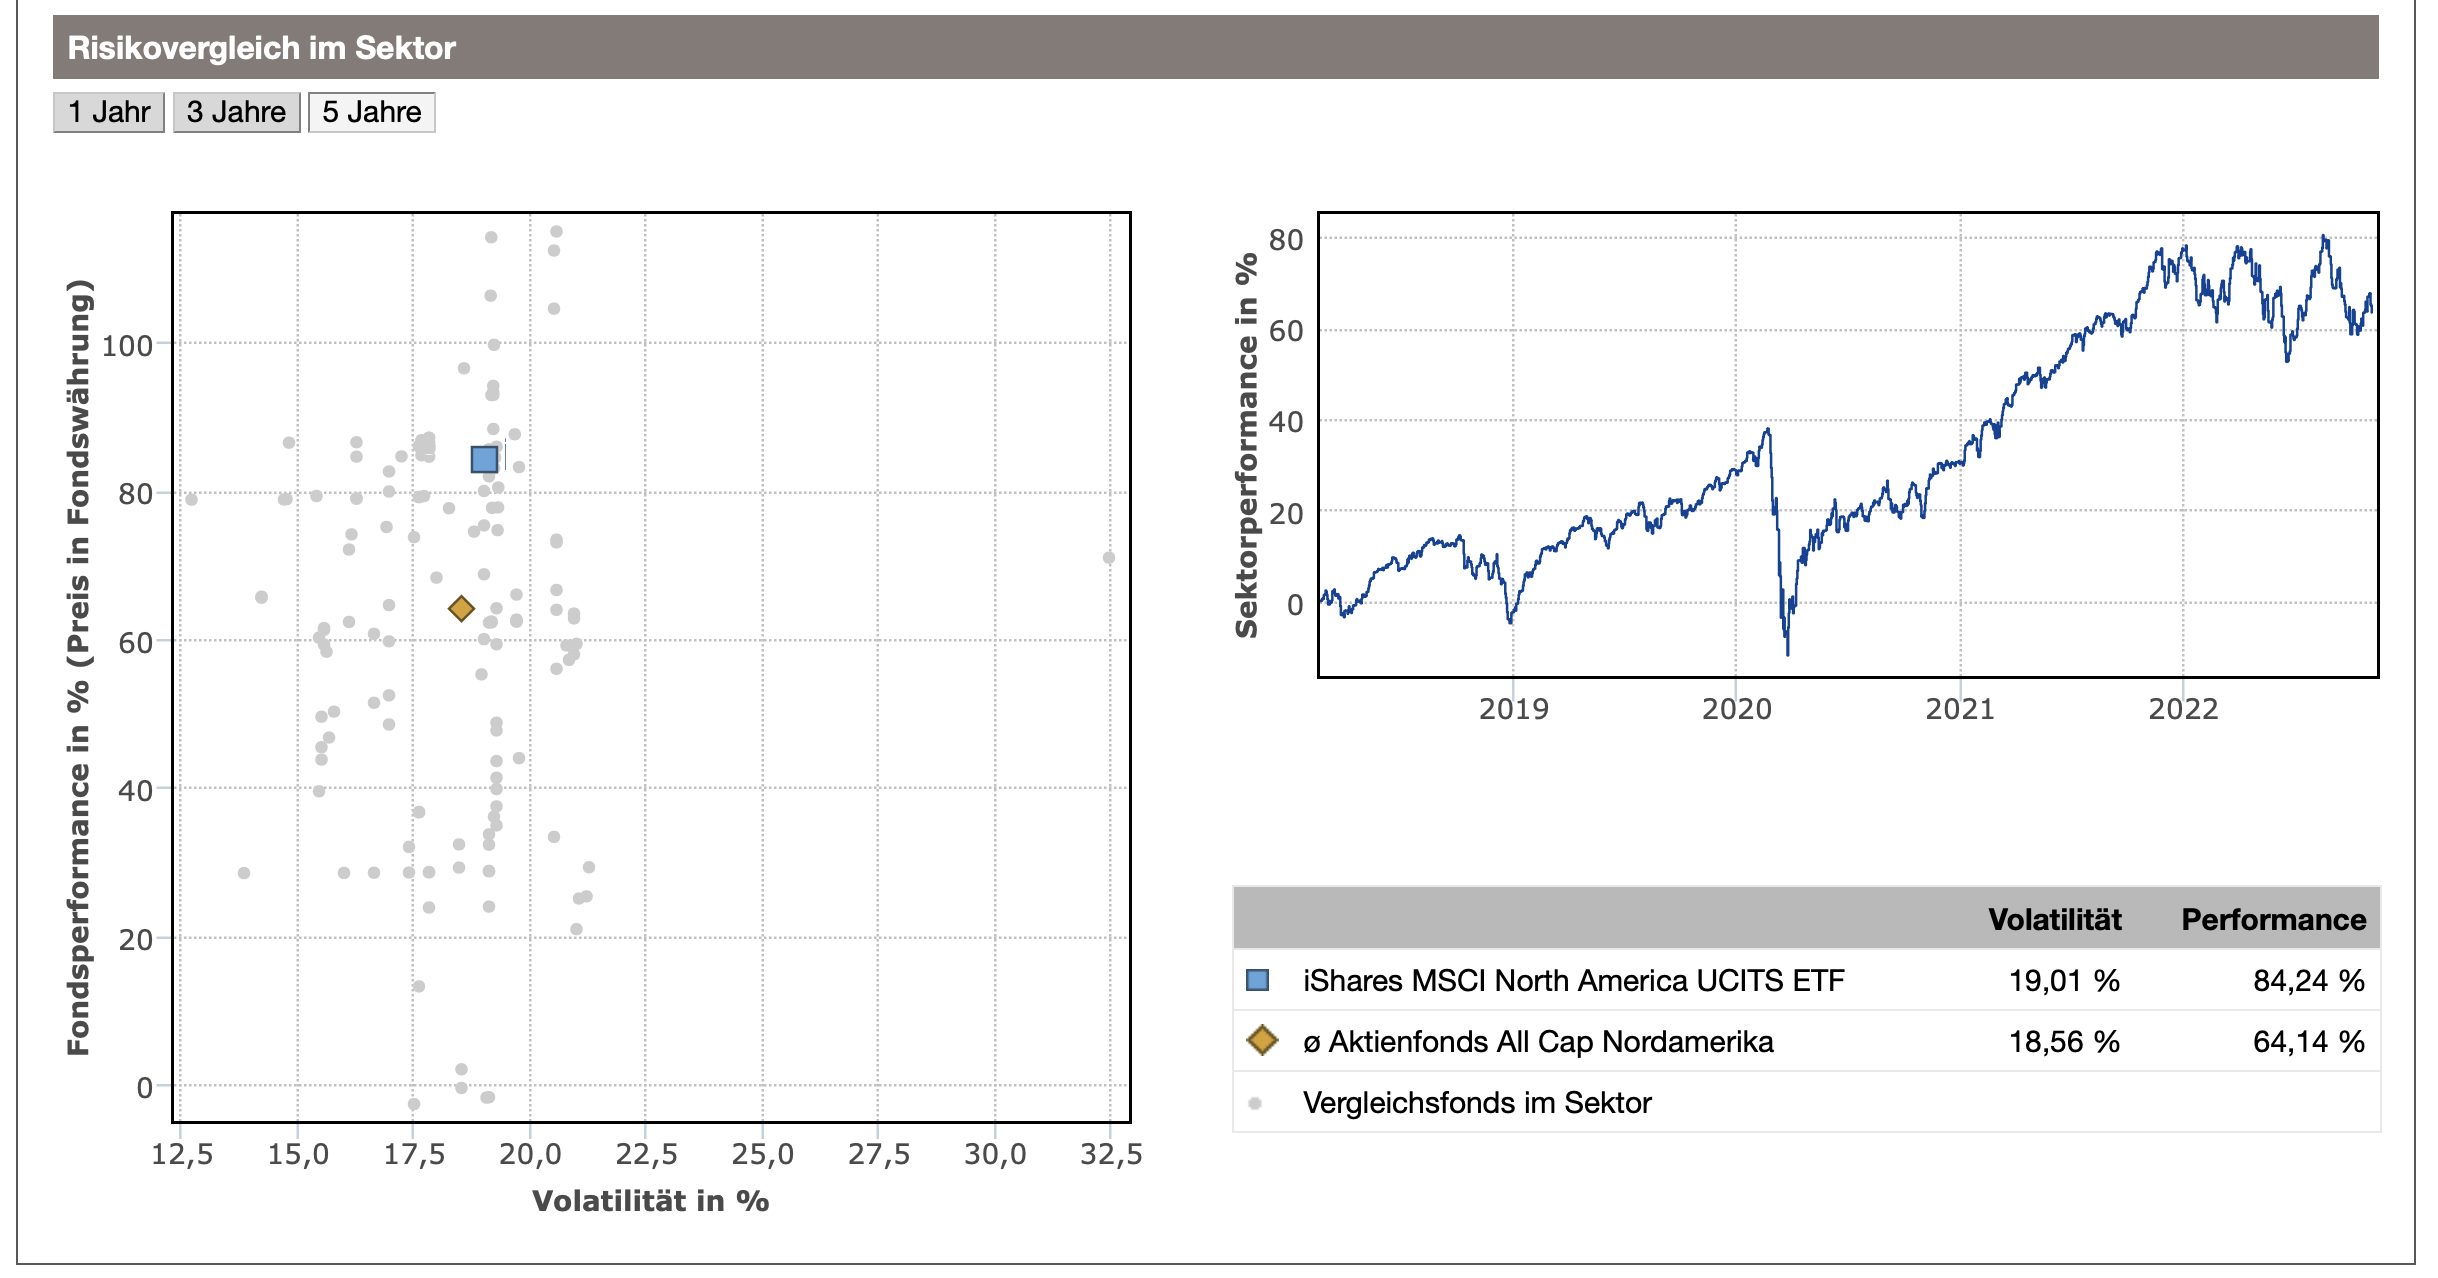 Risikovergleich im Sektor
1 Jahr 3 Jahre 5 Jahre
Fondsperformance in % (Preis in Fondswährung)
100
80
60
40
20
0
12,5 15,0 17,5 20,0 22,5 25,0 27,5 30,0 32,5
Volatilität in %
Sektorperformance in %
80
60
40
20
0
2019 2020 2021 2022
Volatilität Performance
iShares MSCI North America UCITS ETF 19,01 % 84,24 %
ø Aktienfonds All Cap Nordamerika 18,56 % 64,14 %
Vergleichsfonds im Sektor